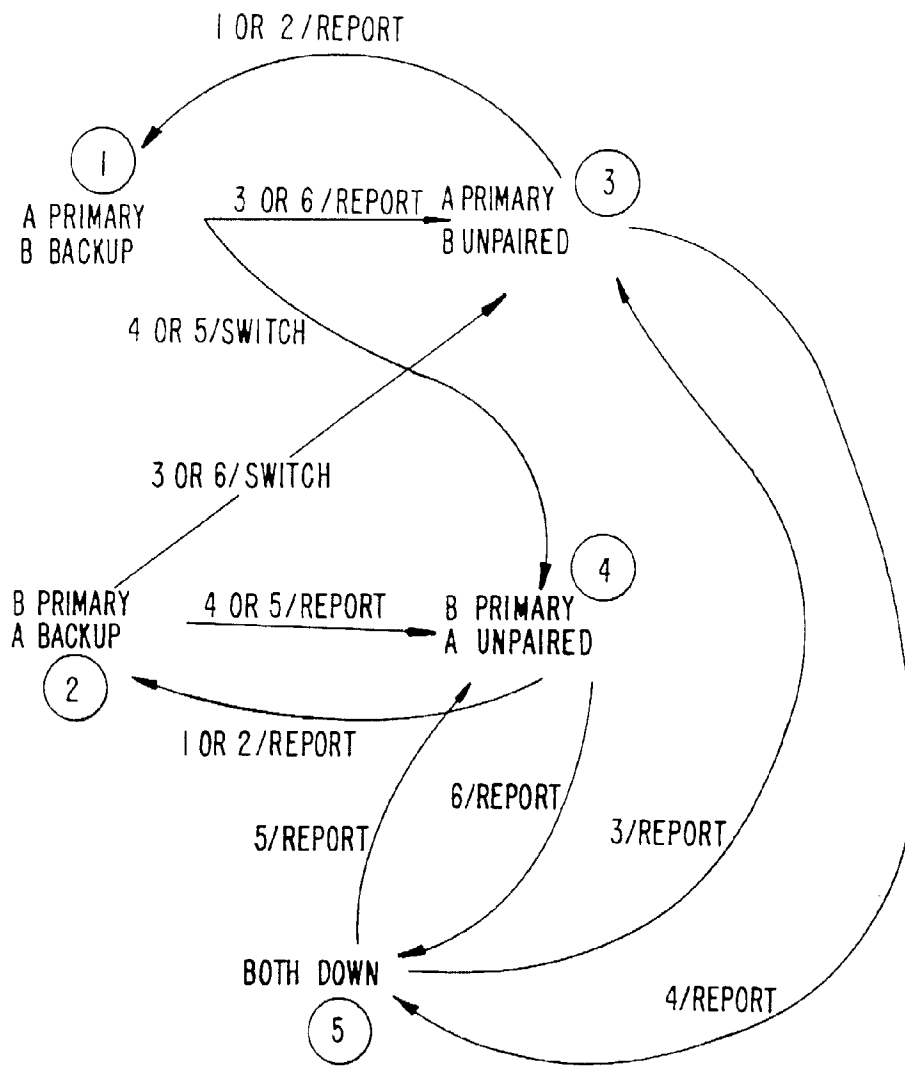 1 OR 2/REPORT
1
3
A PRIMARY
B BACKUP
3 OR 6/REPORT
A PRIMARY
B UNPAIRED
4 OR 5/SWITCH
3 OR 6/SWITCH
4
B PRIMARY
A BACKUP
4 OR 5/REPORT
B PRIMARY
A UNPAIRED
2
1 OR 2/REPORT
6/REPORT
5/REPORT
3/REPORT
BOTH DOWN
4/REPORT
5